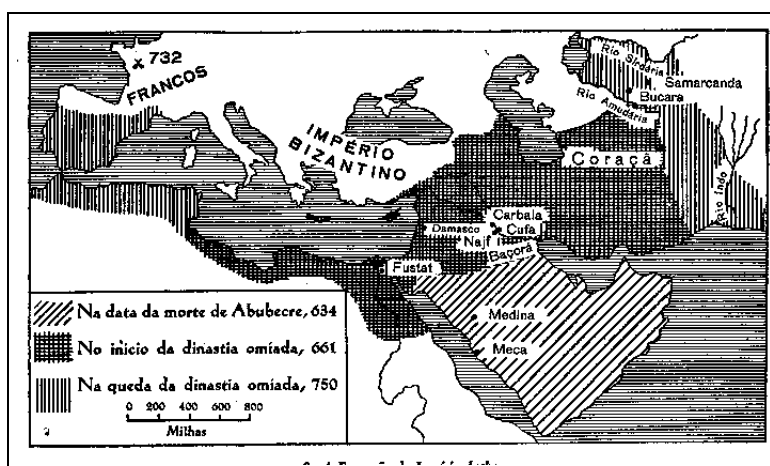 732
FRANCOS
IMPÉRIO
BIZANTINO
Rio Sirdária
Samarcanda
Bucara
Rio Amudária
Coraçã
Rio Indo
Carbala
Damasco
Cufa
Najf
Baçorá
Fustat
Medina
Meca
Na data da morte de Abubecre, 634
No início da dinastia omíada, 661
Na queda da dinastia omíada, 750
0 200 400 600 800
Milhas